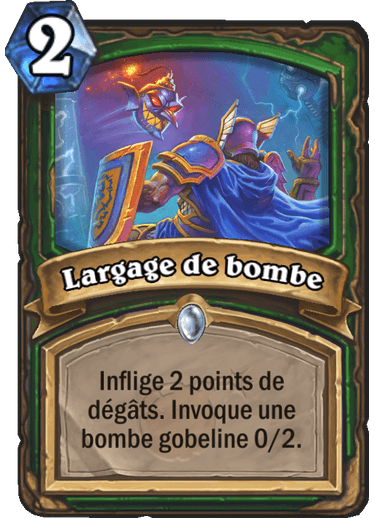 2
Largage de bombe
Inflige 2 points de
dégâts. Invoque une
bombe gobeline 0/2.